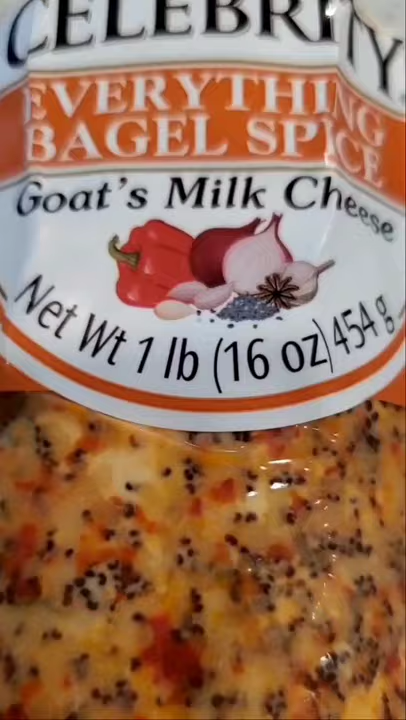 CELEBRITY
EVERYTHING
BAGEL SPICE
Goat's Milk Cheese
Net Wt 1 lb (16 oz) 454 g